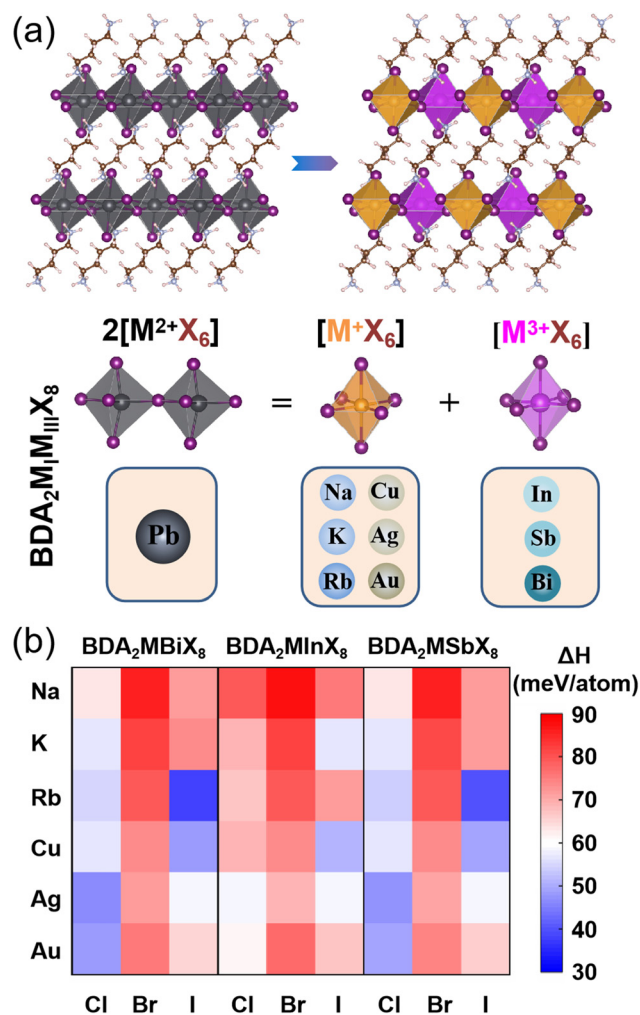 (a)
2[M²⁺X₆] [M⁺X₆] [M³⁺X₆]
= +
BDA₂MᵢMᵢᵢᵢX₈
Pb
Na Cu
K Ag
Rb Au
In
Sb
Bi
(b)
BDA₂MBiX₈ BDA₂MInX₈ BDA₂MSbX₈
ΔH
(meV/atom)
Na
K
Rb
Cu
Ag
Au
90
80
70
60
50
40
30
Cl Br I Cl Br I Cl Br I